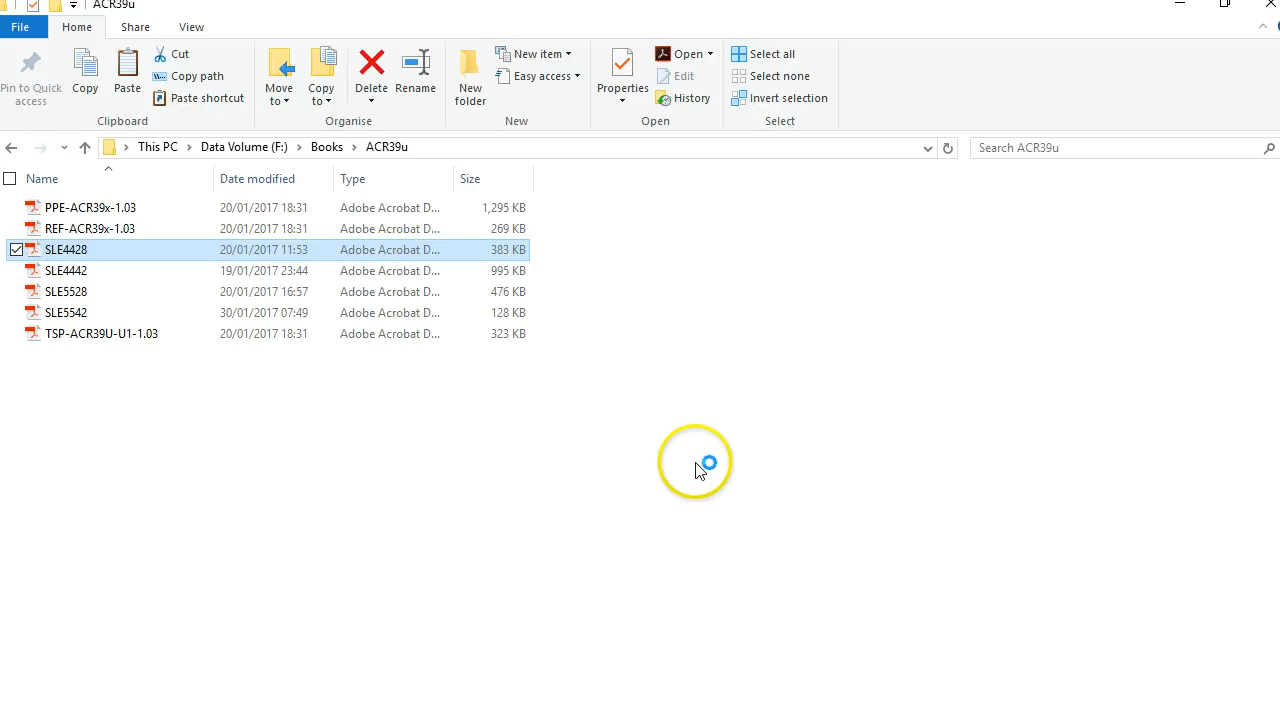 ACR39u
File Home Share View
Pin to Quick access
Copy
Paste
Cut
Copy path
Paste shortcut
Clipboard
Move to
Copy to
Delete
Rename
Organise
New folder
New item
Easy access
New
Properties
Open
Edit
History
Open
Select all
Select none
Invert selection
Select
This PC Data Volume (F:) Books ACR39u
Search ACR39u
Name Date modified Type Size
PPE-ACR39x-1.03 20/01/2017 18:31 Adobe Acrobat D... 1,295 KB
REF-ACR39x-1.03 20/01/2017 18:31 Adobe Acrobat D... 269 KB
SLE4428 20/01/2017 11:53 Adobe Acrobat D... 383 KB
SLE4442 19/01/2017 23:44 Adobe Acrobat D... 995 KB
SLE5528 20/01/2017 16:57 Adobe Acrobat D... 476 KB
SLE5542 30/01/2017 07:49 Adobe Acrobat D... 128 KB
TSP-ACR39U-U1-1.03 20/01/2017 18:31 Adobe Acrobat D... 323 KB